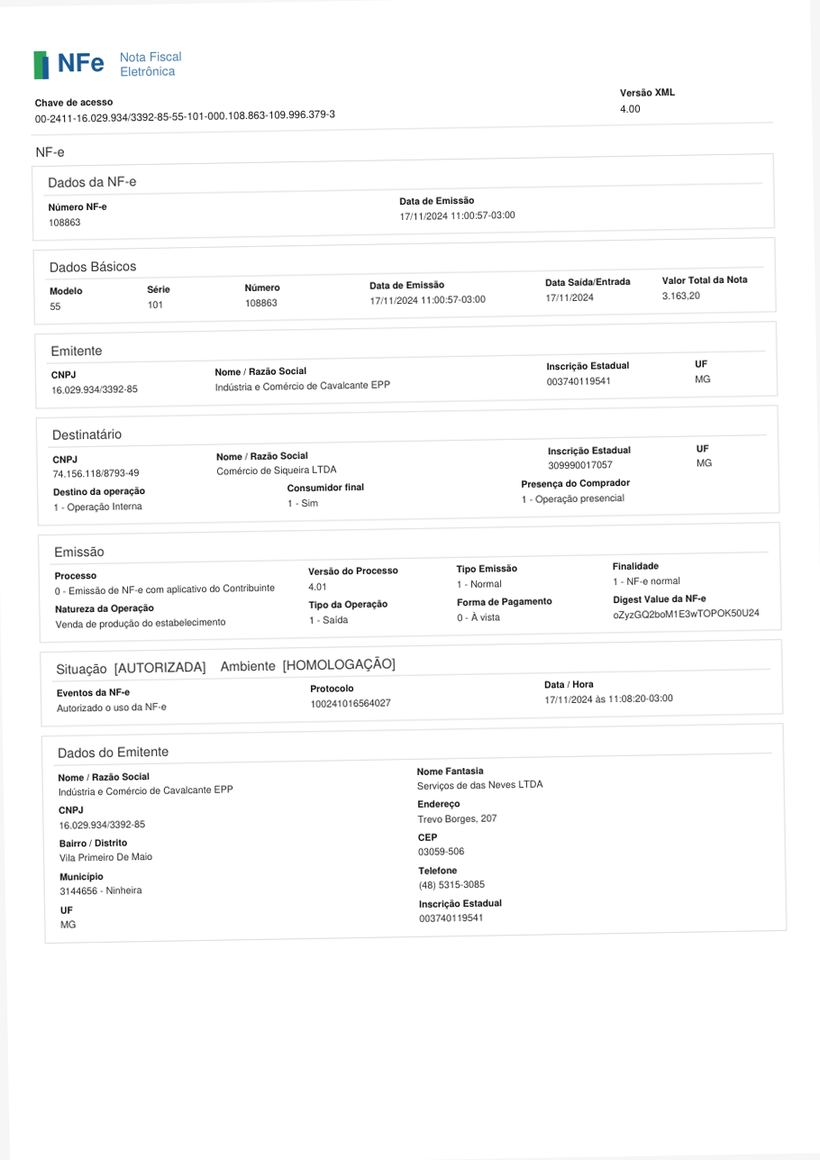 NFe Nota Fiscal
Eletrônica
Chave de acesso Versão XML
00-2411-16.029.934/3392-85-55-101-000.108.863-109.996.379-3 4.00
NF-e
Dados da NF-e
Número NF-e Data de Emissão
108863 17/11/2024 11:00:57-03:00
Dados Básicos
Modelo Série Número Data de Emissão Data Saída/Entrada Valor Total da Nota
55 101 108863 17/11/2024 11:00:57-03:00 17/11/2024 3.163,20
Emitente
CNPJ Nome / Razão Social Inscrição Estadual UF
16.029.934/3392-85 Indústria e Comércio de Cavalcante EPP 003740119541 MG
Destinatário
CNPJ Nome / Razão Social Inscrição Estadual UF
74.156.118/8793-49 Comércio de Siqueira LTDA 309990017057 MG
Destino da operação Consumidor final Presença do Comprador
1 - Operação Interna 1 - Sim 1 - Operação presencial
Emissão
Processo Versão do Processo Tipo Emissão Finalidade
0 - Emissão de NF-e com aplicativo do Contribuinte 4.01 1 - Normal 1 - NF-e normal
Natureza da Operação Tipo da Operação Forma de Pagamento Digest Value da NF-e
Venda de produção do estabelecimento 1 - Saída 0 - À vista oZyzGQ2boM1E3wTOPOK50U24
Situação [AUTORIZADA] Ambiente [HOMOLOGAÇÃO]
Eventos da NF-e Protocolo Data / Hora
Autorizado o uso da NF-e 100241016564027 17/11/2024 às 11:08:20-03:00
Dados do Emitente
Nome / Razão Social Nome Fantasia
Indústria e Comércio de Cavalcante EPP Serviços de das Neves LTDA
CNPJ Endereço
16.029.934/3392-85 Trevo Borges, 207
Bairro / Distrito CEP
Vila Primeiro De Maio 03059-506
Município Telefone
3144656 - Ninheira (48) 5315-3085
UF Inscrição Estadual
MG 003740119541